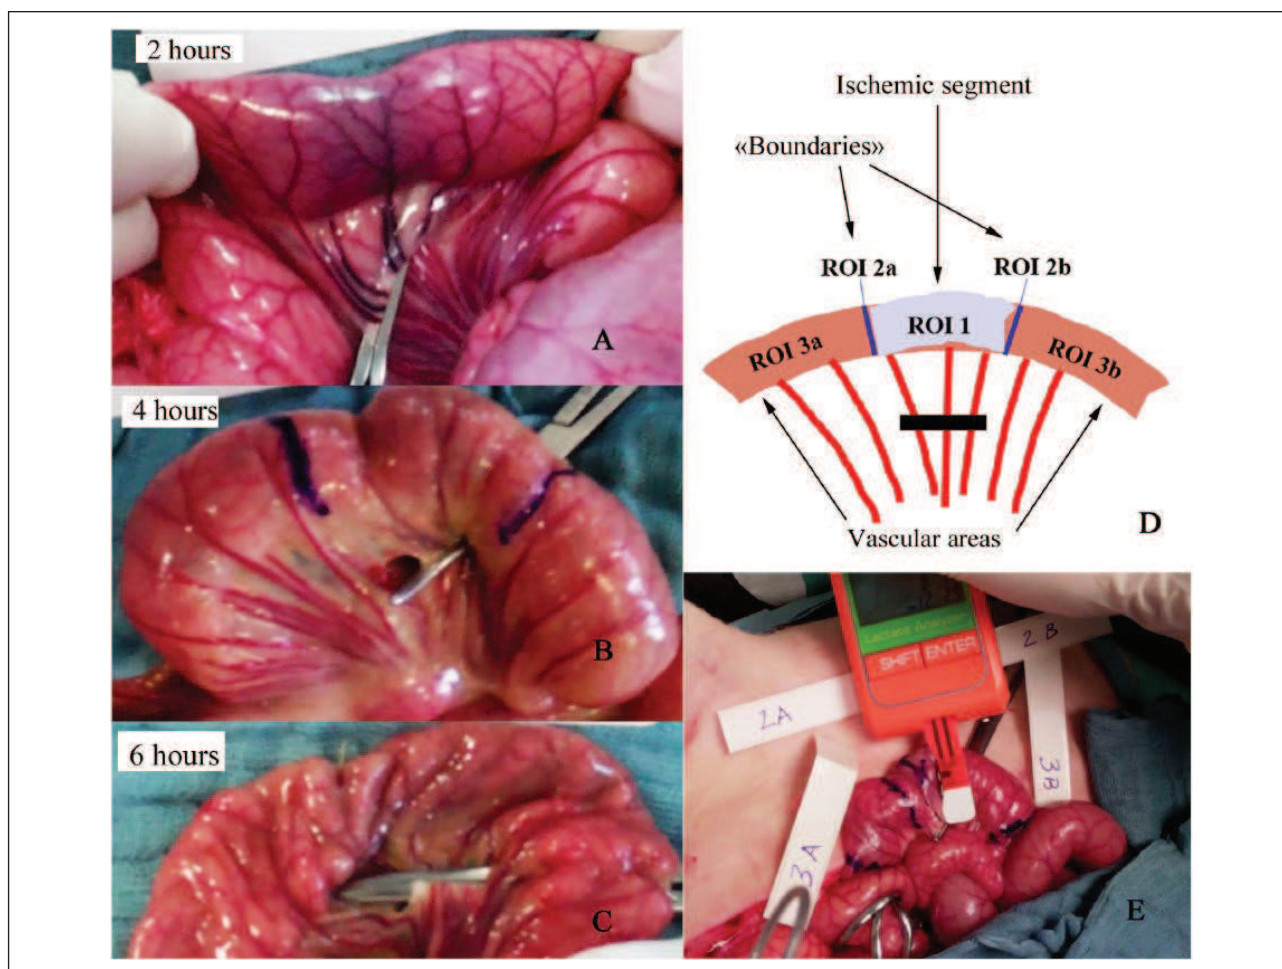 2 hours
A
4 hours
B
6 hours
C
Ischemic segment
«Boundaries»
ROI 2a
ROI 2b
ROI 1
ROI 3a
ROI 3b
Vascular areas
D
Lactate Analyzer
SHIFT ENTER
2A
2B
3A
3B
E